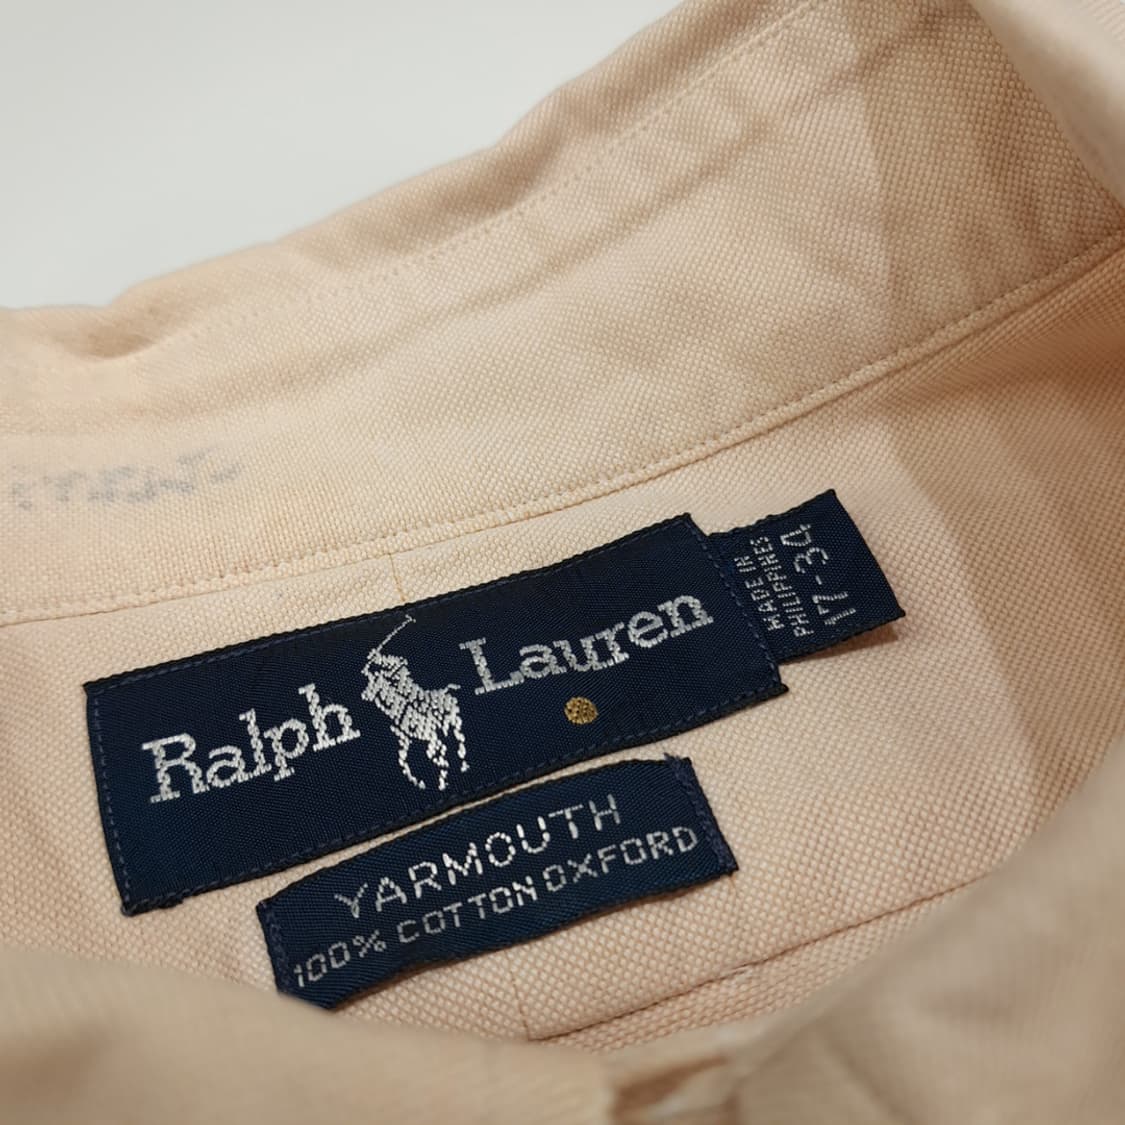 Ralph Lauren
MADE IN
PHILIPPINES
17-34
YARMOUTH
100% COTTON OXFORD